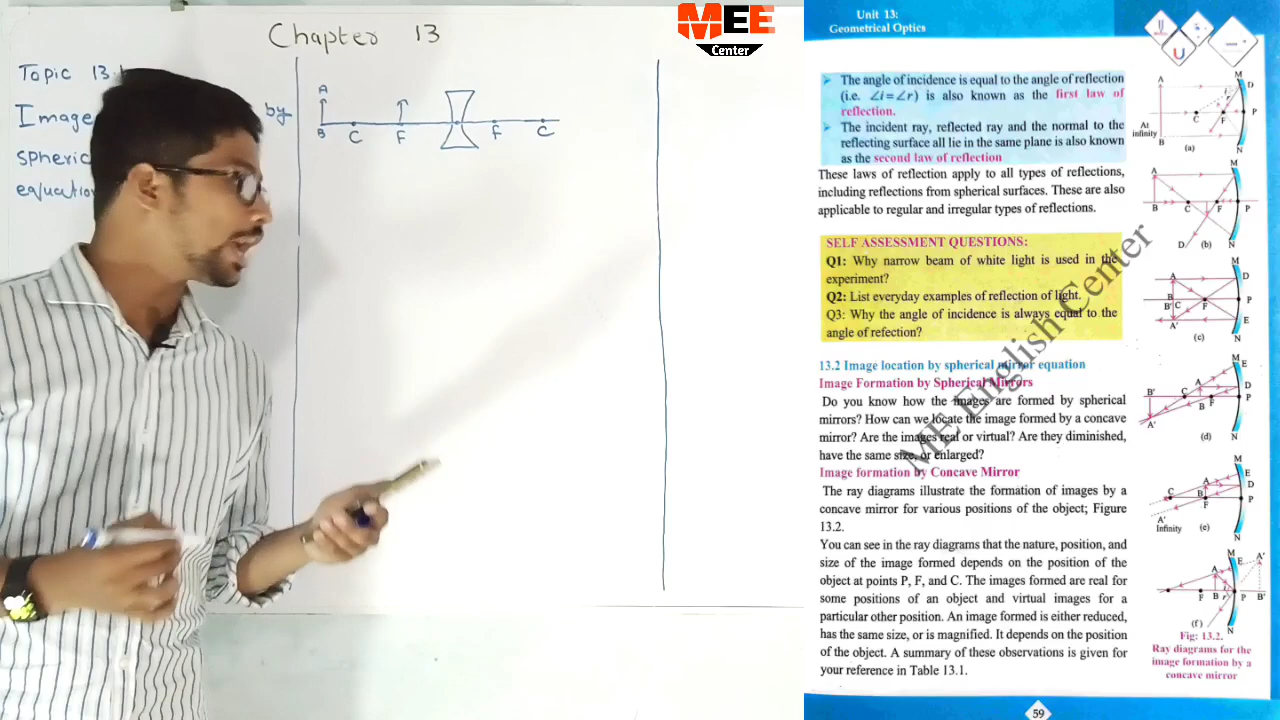 Chapter 13
Topic 13.
Image by
spheric
equation
A
B C F F C
MEE
Center
Unit 13:
Geometrical Optics
➢ The angle of incidence is equal to the angle of reflection
(i.e. ∠i=∠r) is also known as the first law of
reflection.
➢ The incident ray, reflected ray and the normal to the
reflecting surface all lie in the same plane is also known
as the second law of reflection
These laws of reflection apply to all types of reflections,
including reflections from spherical surfaces. These are also
applicable to regular and irregular types of reflections.
SELF ASSESSMENT QUESTIONS:
Q1: Why narrow beam of white light is used in the
experiment?
Q2: List everyday examples of reflection of light.
Q3: Why the angle of incidence is always equal to the
angle of refection?
13.2 Image location by spherical mirror equation
Image Formation by Spherical Mirrors
Do you know how the images are formed by spherical
mirrors? How can we locate the image formed by a concave
mirror? Are the images real or virtual? Are they diminished,
have the same size, or enlarged?
Image formation by Concave Mirror
The ray diagrams illustrate the formation of images by a
concave mirror for various positions of the object; Figure
13.2.
You can see in the ray diagrams that the nature, position, and
size of the image formed depends on the position of the
object at points P, F, and C. The images formed are real for
some positions of an object and virtual images for a
particular other position. An image formed is either reduced,
has the same size, or is magnified. It depends on the position
of the object. A summary of these observations is given for
your reference in Table 13.1.
ME English Center
A M D
C F P
At
infinity
B N
(a)
A M
B C F P
D (b) N
A M D
B
B' C F P
A' E
(c) N
M E
B' C A D
B F P
A'
(d) N
M
A E
C B D
F P
A'
Infinity (e)
N
M E A'
A
F B r P B'
(f) N
Fig: 13.2.
Ray diagrams for the
image formation by a
concave mirror
59